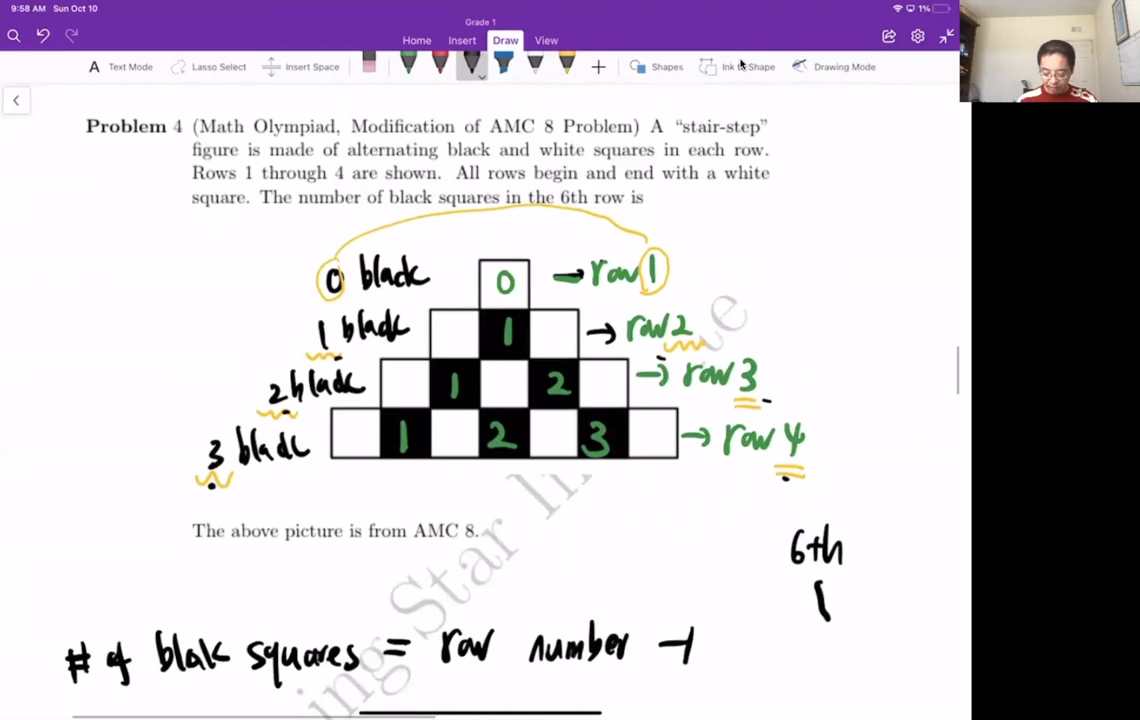 9:58 AM Sun Oct 10
1%
Grade 1
Home Insert Draw View
A Text Mode Lasso Select Insert Space Shapes Ink to Shape Drawing Mode
Problem 4 (Math Olympiad, Modification of AMC 8 Problem) A “stair-step”
figure is made of alternating black and white squares in each row.
Rows 1 through 4 are shown. All rows begin and end with a white
square. The number of black squares in the 6th row is
0 black 0 → row 1
1 black 1 → row 2
2 black 1 2 → row 3
3 black 1 2 3 → row 4
The above picture is from AMC 8.
6th
# of blak squares = row number -1
ing Star